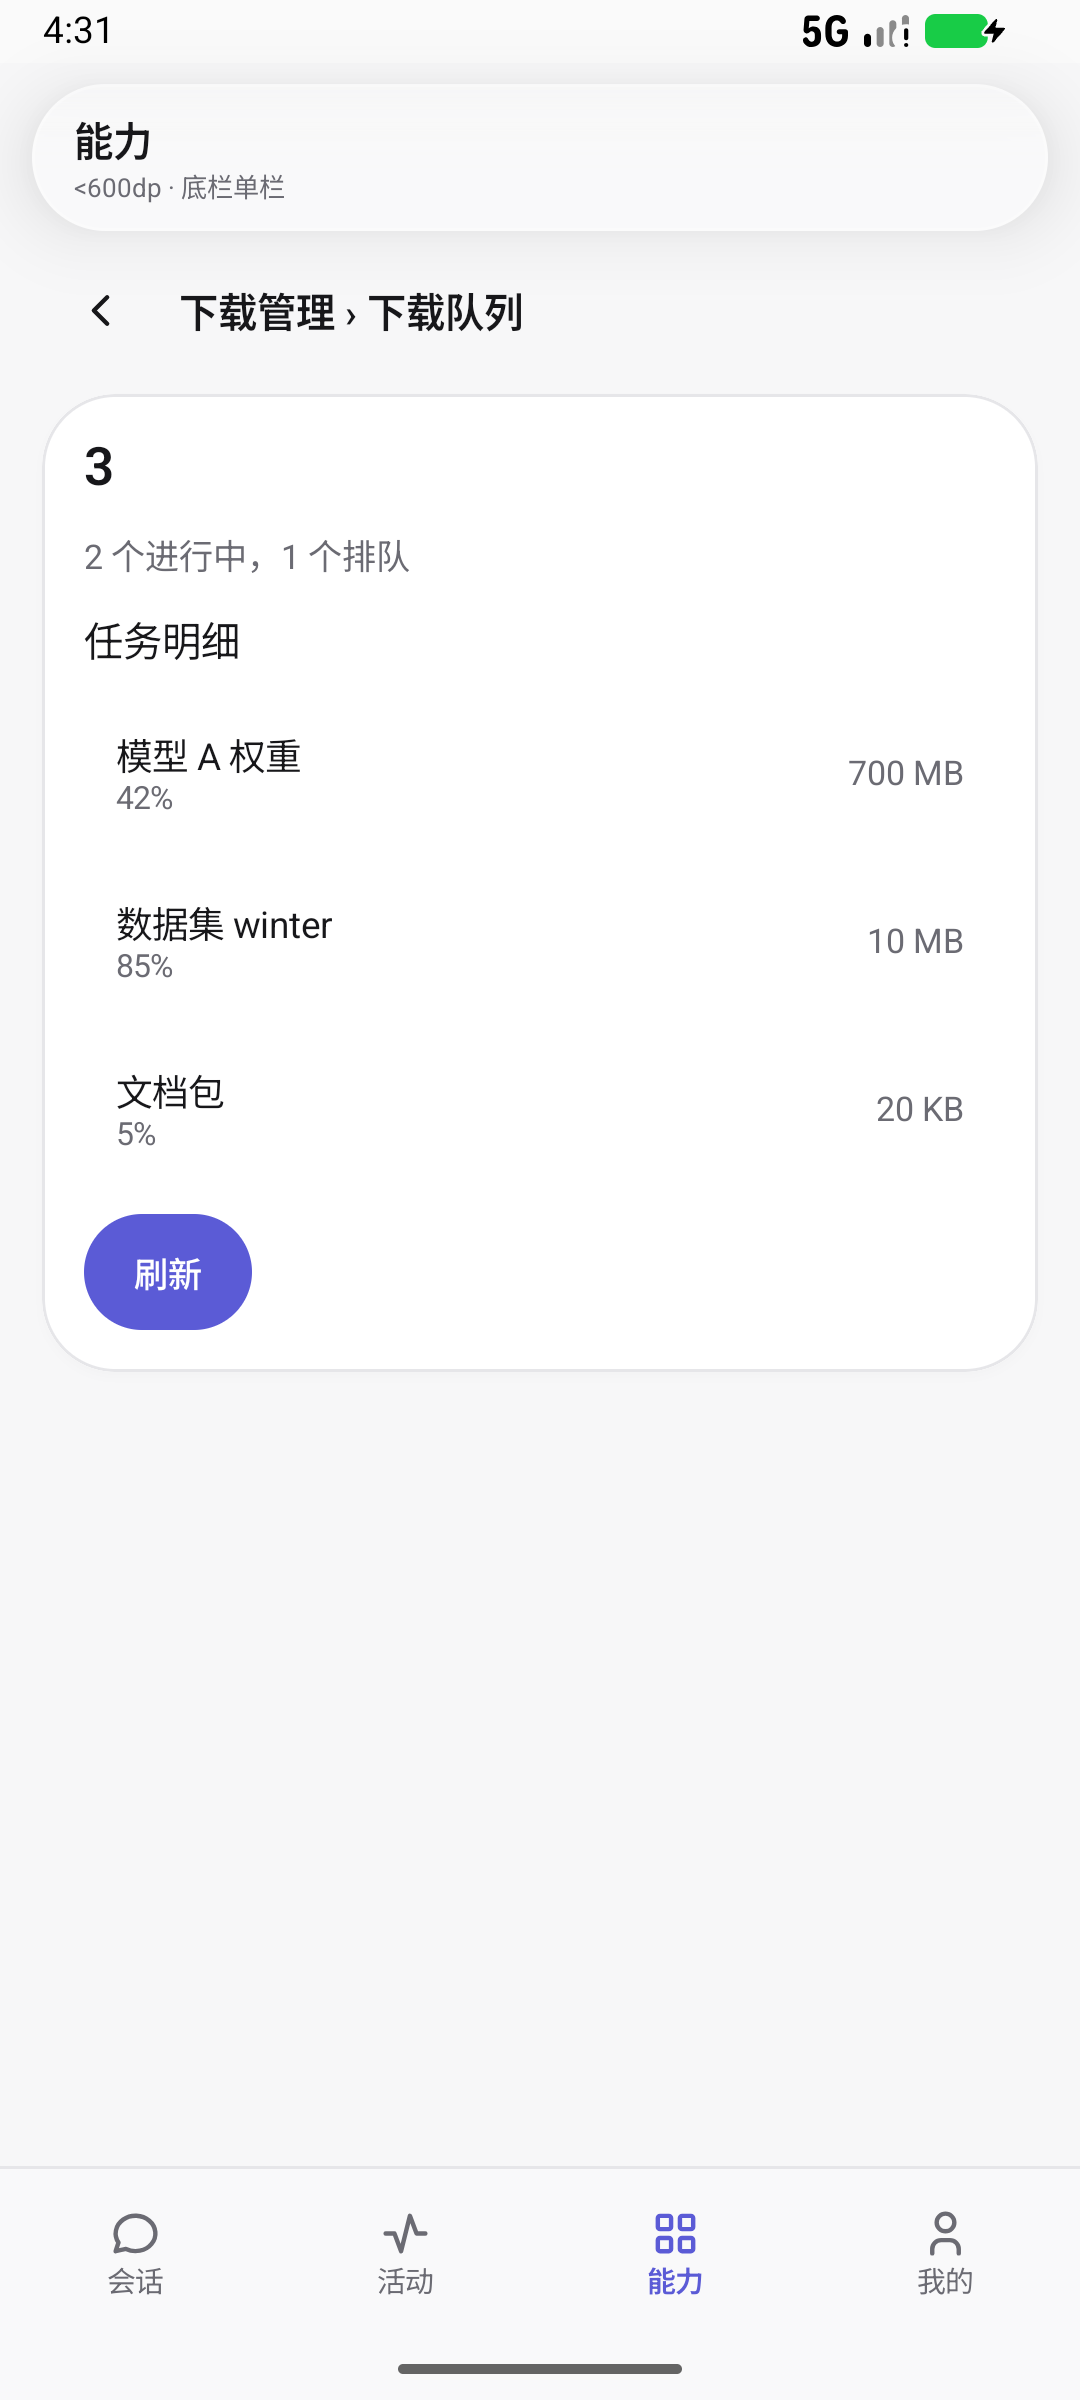 4:31
5G
能力
<600dp · 底栏单栏
下载管理 › 下载队列
3
2 个进行中，1 个排队
任务明细
模型 A 权重
42%
700 MB
数据集 winter
85%
10 MB
文档包
5%
20 KB
刷新
会话
活动
能力
我的